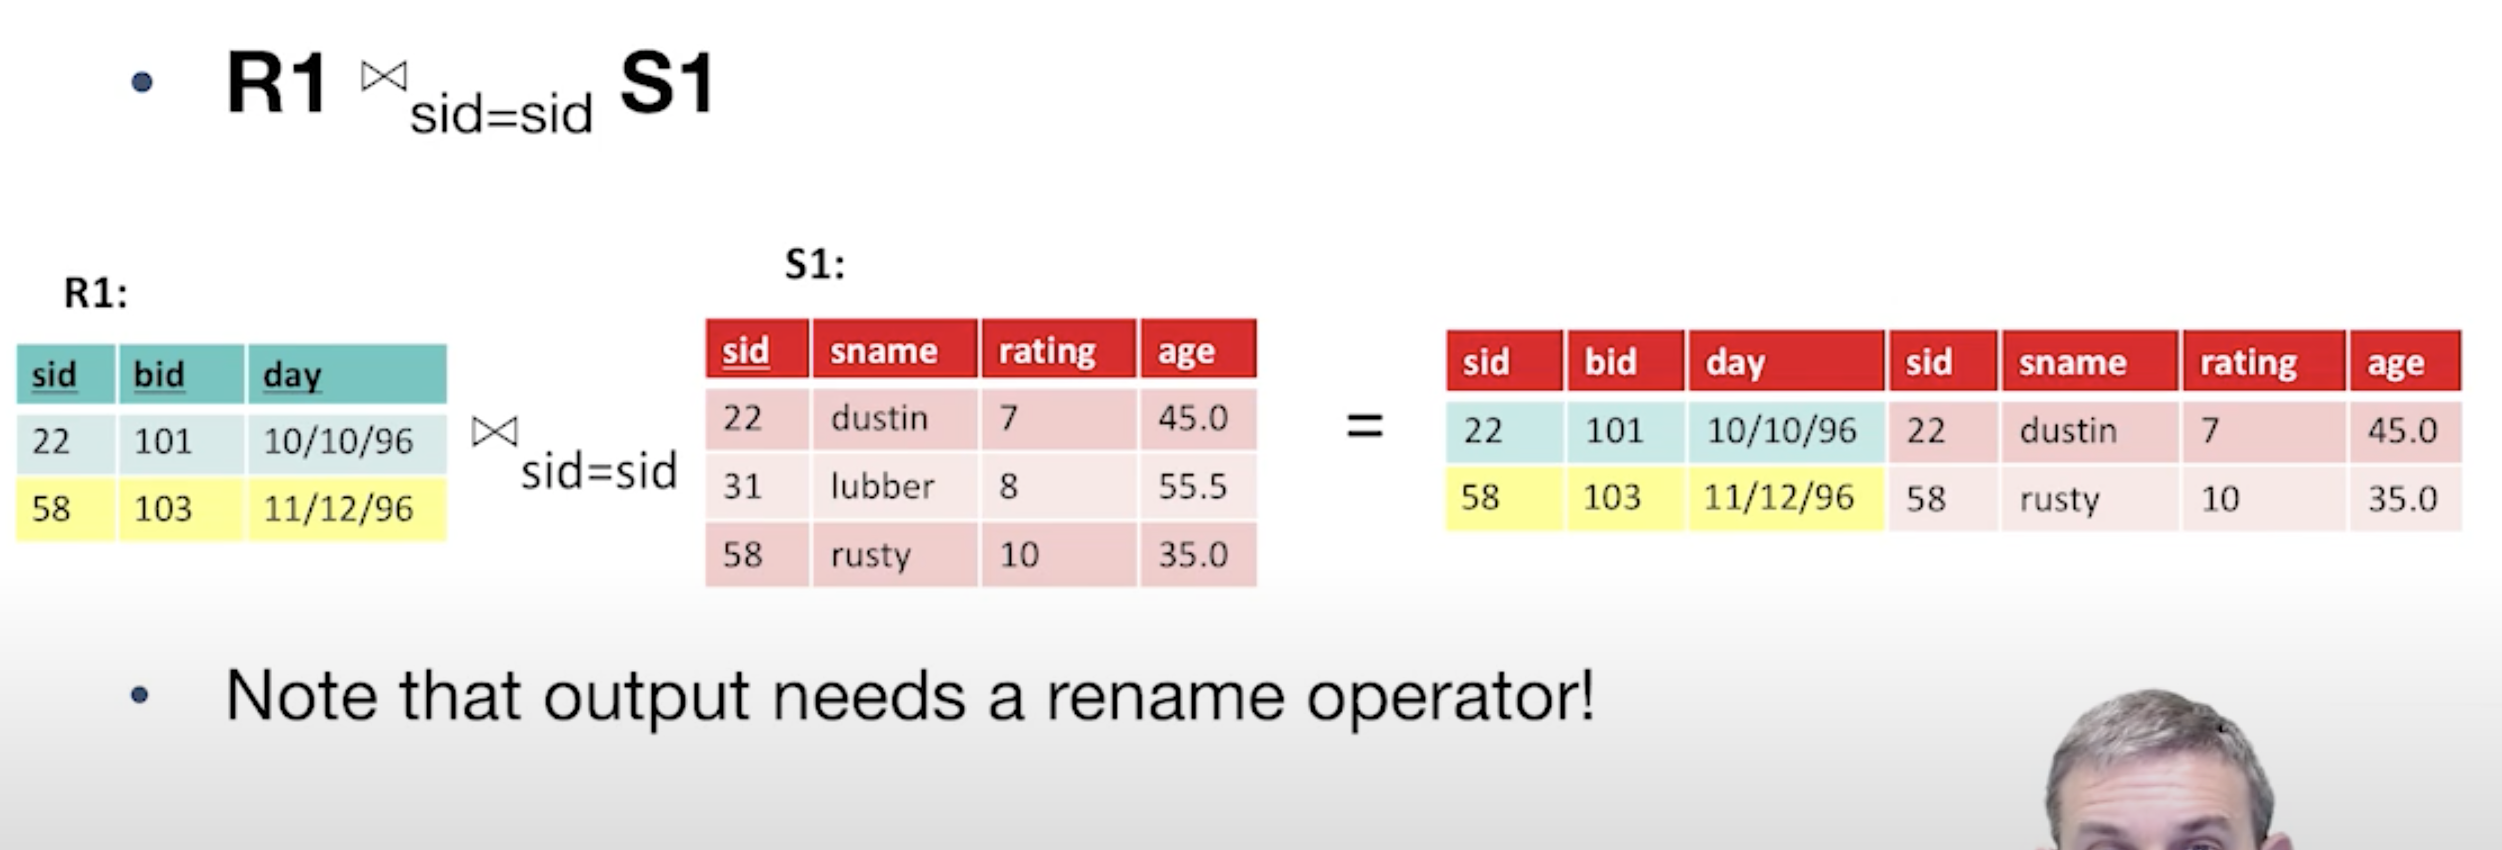 • R1 ⋈ sid=sid S1
R1:
sid bid day
22 101 10/10/96
58 103 11/12/96
⋈ sid=sid
S1:
sid sname rating age
22 dustin 7 45.0
31 lubber 8 55.5
58 rusty 10 35.0
=
sid bid day sid sname rating age
22 101 10/10/96 22 dustin 7 45.0
58 103 11/12/96 58 rusty 10 35.0
• Note that output needs a rename operator!